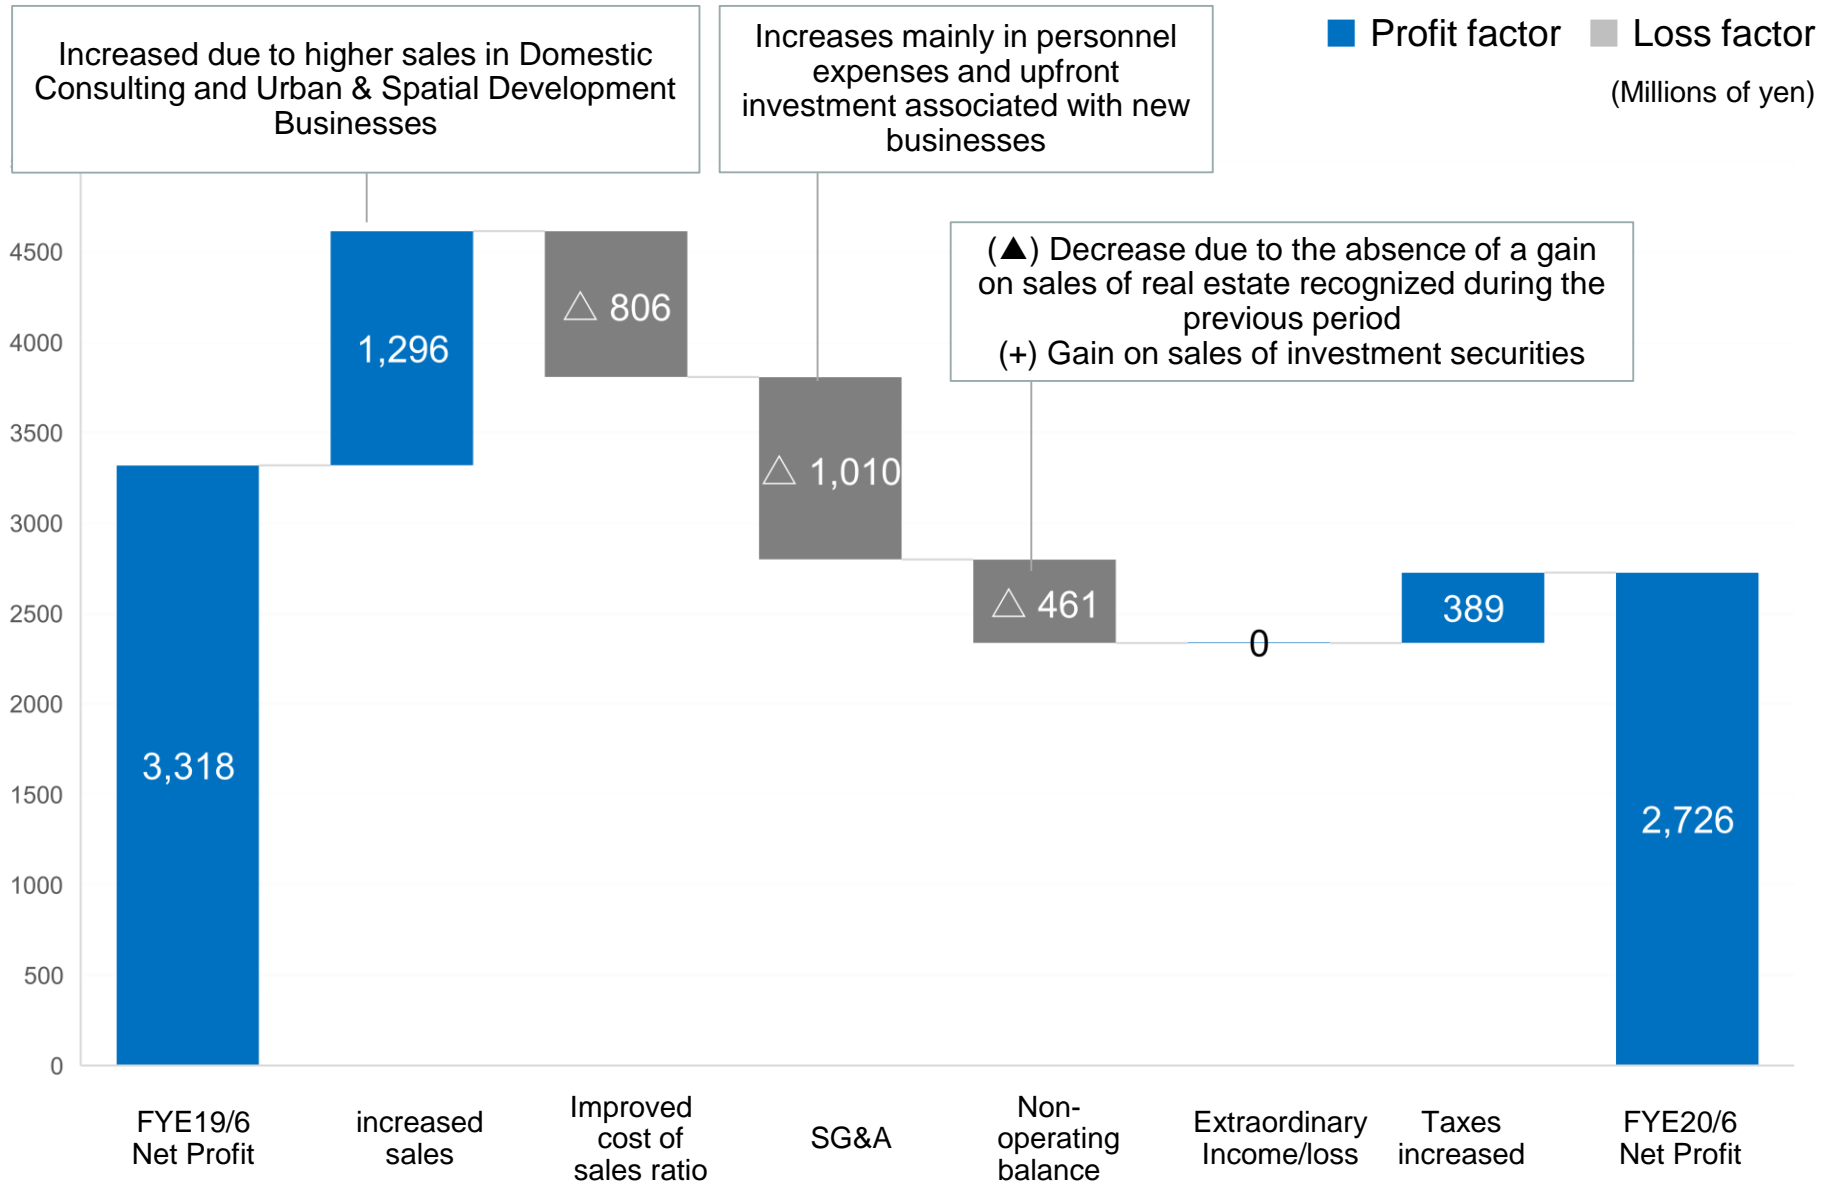 Increased due to higher sales in Domestic
Consulting and Urban & Spatial Development
Businesses
Increases mainly in personnel
expenses and upfront
investment associated with new
businesses
Profit factor
Loss factor
(Millions of yen)
(▲) Decrease due to the absence of a gain
on sales of real estate recognized during the
previous period
(+) Gain on sales of investment securities
4500
4000
3500
3000
2500
2000
1500
1000
500
0
3,318
1,296
△ 806
△ 1,010
△ 461
0
389
2,726
FYE19/6
Net Profit
increased
sales
Improved
cost of
sales ratio
SG&A
Non-
operating
balance
Extraordinary
Income/loss
Taxes
increased
FYE20/6
Net Profit